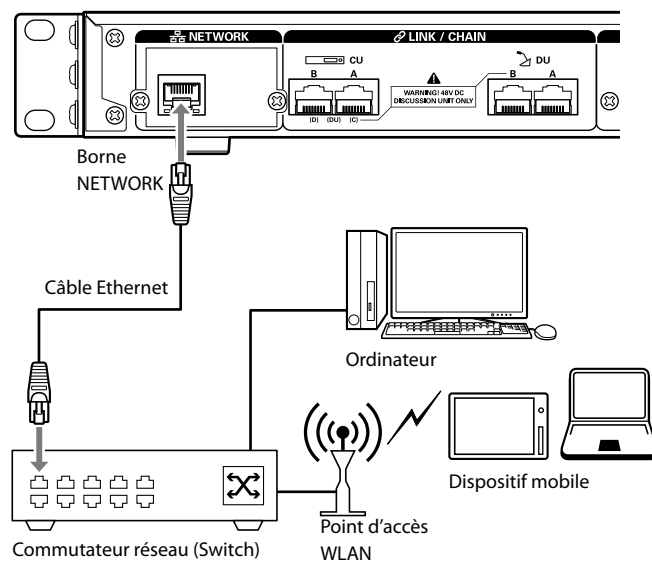 NETWORK
LINK / CHAIN
CU
DU
B A
B A
WARNING! 48V DC
DISCUSSION UNIT ONLY
(D) (DU) (C)
Borne
NETWORK
Câble Ethernet
Ordinateur
Dispositif mobile
Point d’accès
WLAN
Commutateur réseau (Switch)